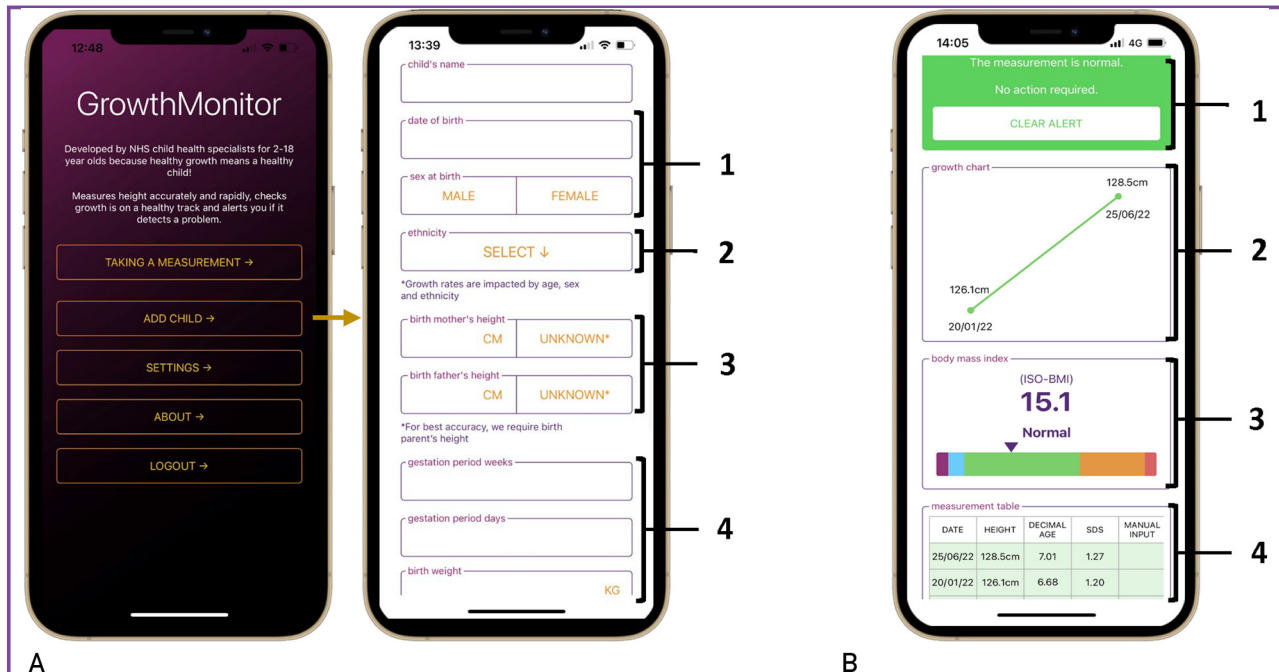 12:48
GrowthMonitor
Developed by NHS child health specialists for 2-18
year olds because healthy growth means a healthy
child!
Measures height accurately and rapidly, checks
growth is on a healthy track and alerts you if it
detects a problem.
TAKING A MEASUREMENT →
ADD CHILD →
SETTINGS →
ABOUT →
LOGOUT →
A
13:39
child's name
date of birth
sex at birth
MALE FEMALE
1
ethnicity
SELECT ↓
2
*Growth rates are impacted by age, sex
and ethnicity
birth mother's height
CM UNKNOWN*
birth father's height
CM UNKNOWN*
3
*For best accuracy, we require birth
parent's height
gestation period weeks
gestation period days
birth weight
KG
4
14:05 4G
The measurement is normal.
No action required.
CLEAR ALERT
1
growth chart
128.5cm
25/06/22
126.1cm
20/01/22
2
body mass index
(ISO-BMI)
15.1
Normal
3
measurement table
DATE HEIGHT DECIMAL AGE SDS MANUAL INPUT
25/06/22 128.5cm 7.01 1.27
20/01/22 126.1cm 6.68 1.20
4
B